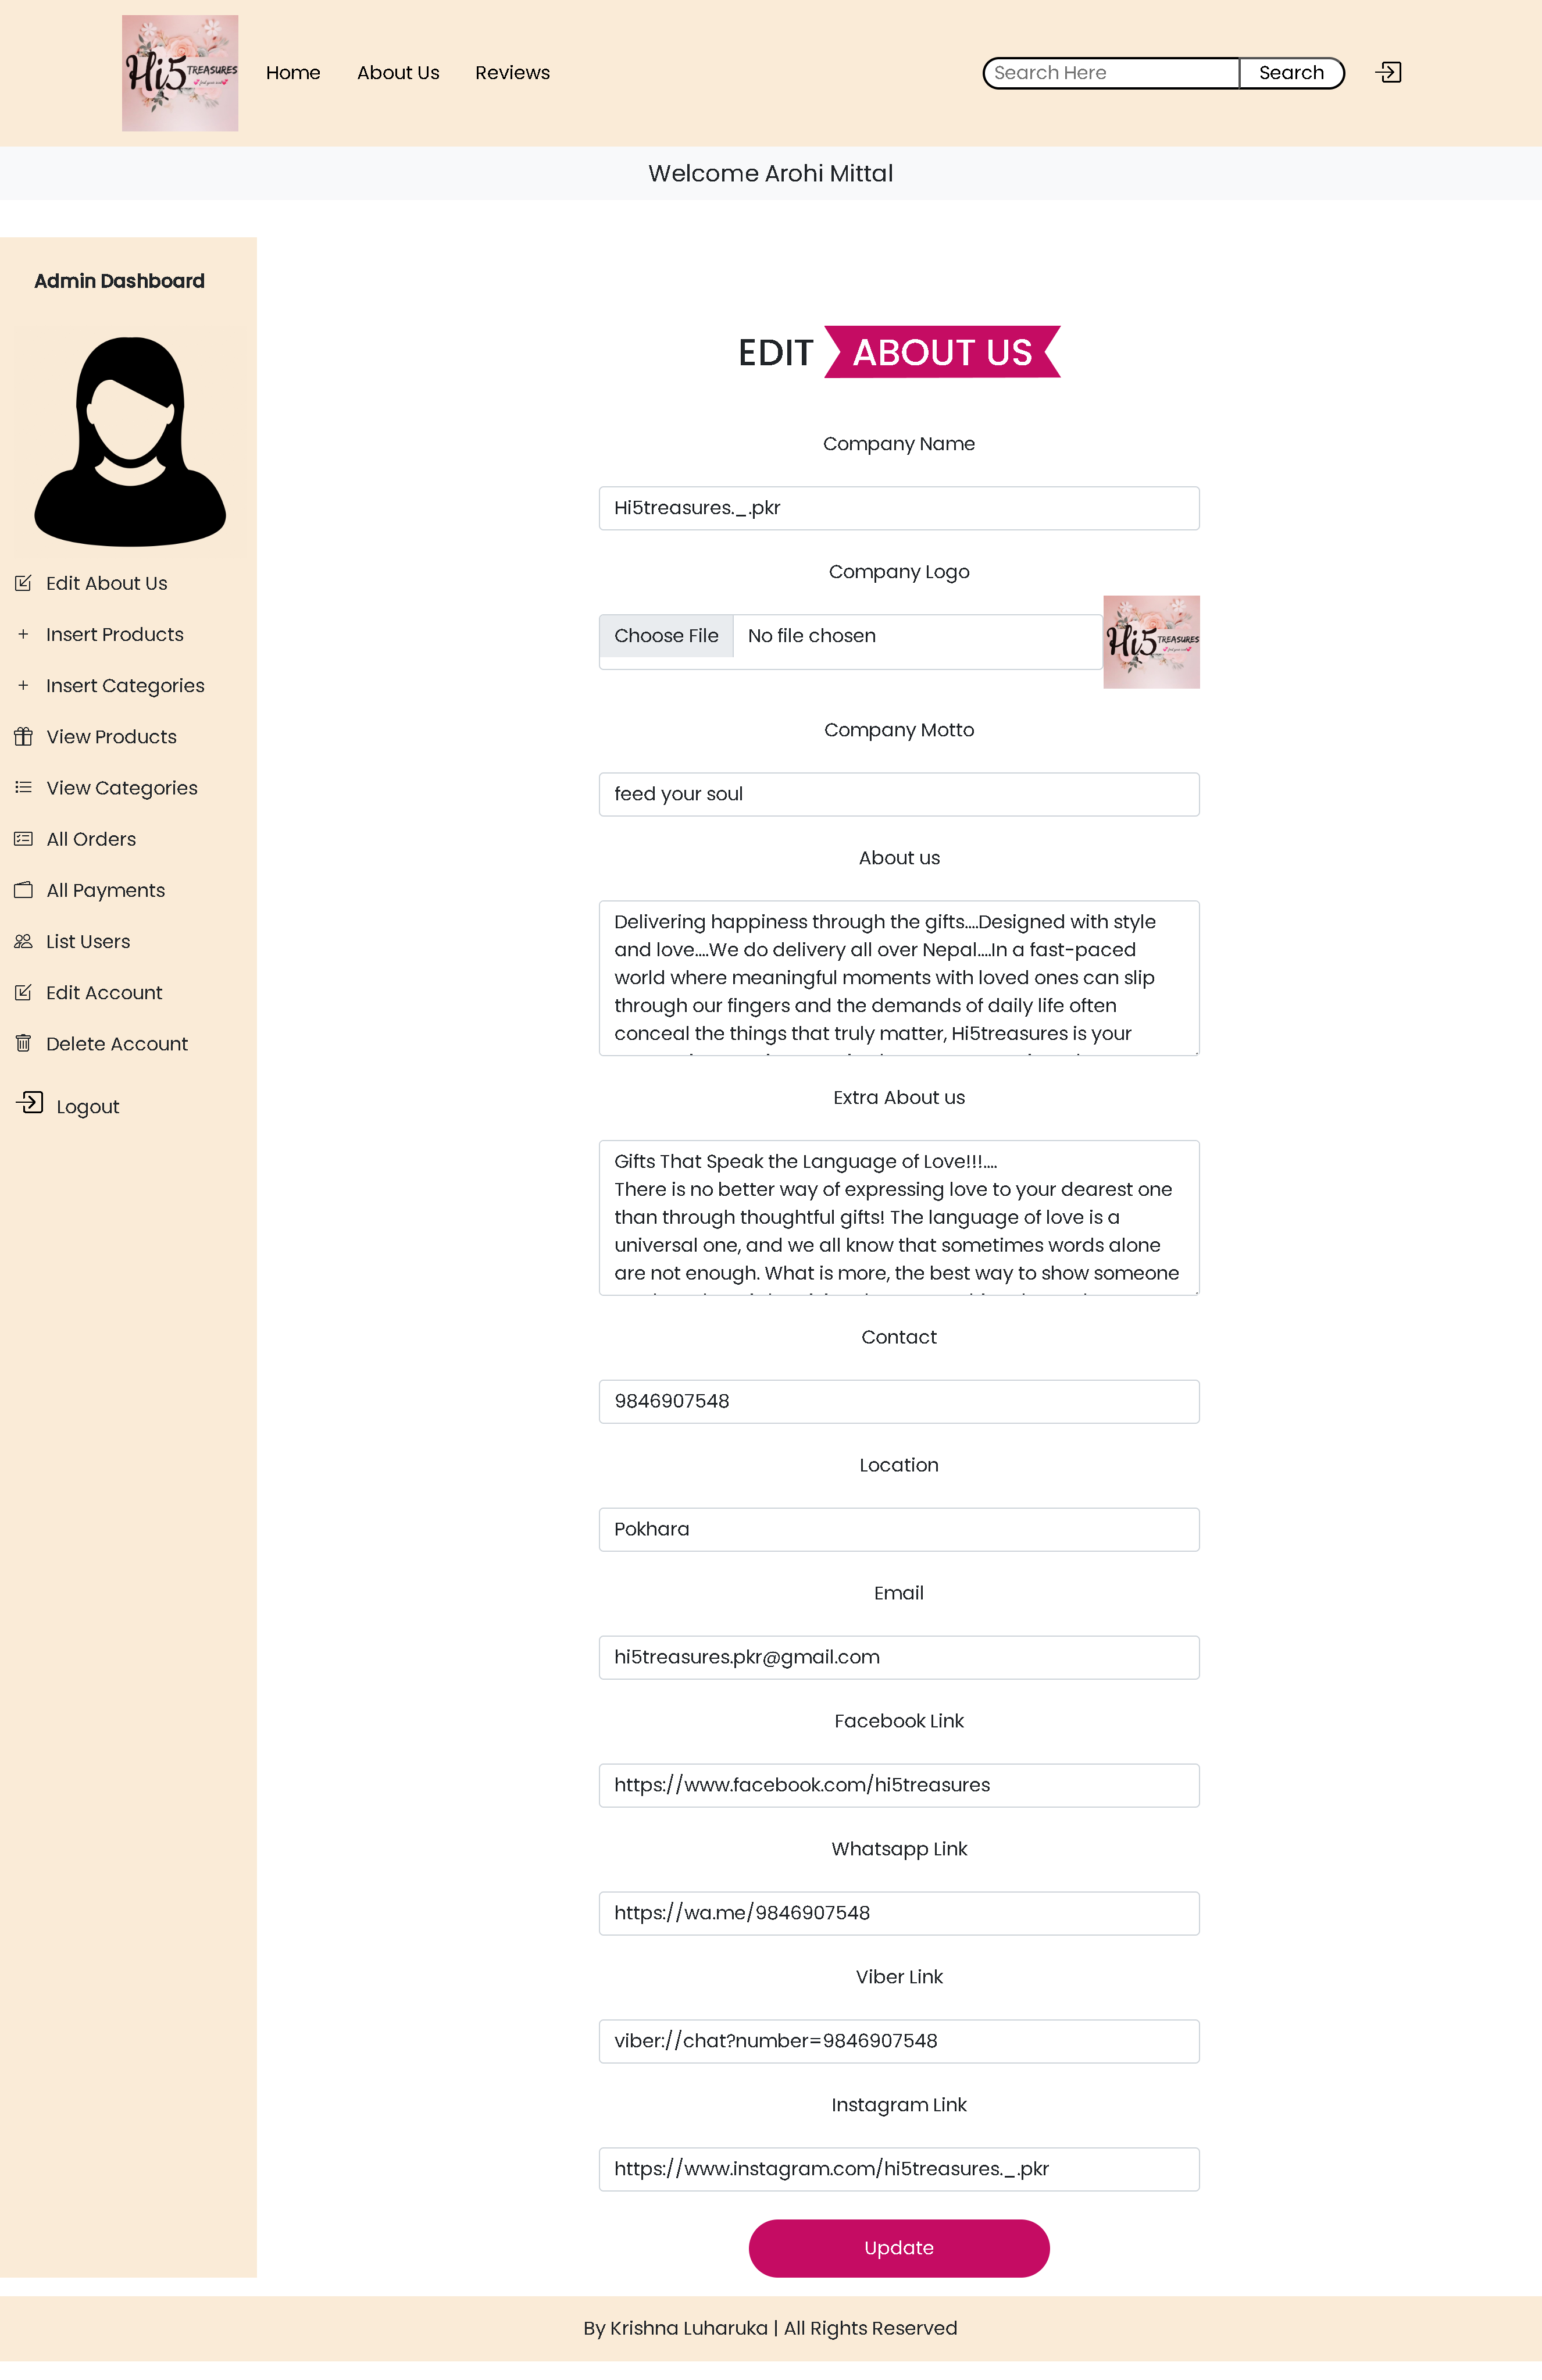 Hi5 TREASURES
feed your soul
Home About Us Reviews
Search Here Search
Welcome Arohi Mittal
Admin Dashboard
Edit About Us
Insert Products
Insert Categories
View Products
View Categories
All Orders
All Payments
List Users
Edit Account
Delete Account
Logout
EDIT ABOUT US
Company Name
Hi5treasures._.pkr
Company Logo
Choose File No file chosen
Hi5 TREASURES
Company Motto
feed your soul
About us
Delivering happiness through the gifts....Designed with style
and love....We do delivery all over Nepal....In a fast-paced
world where meaningful moments with loved ones can slip
through our fingers and the demands of daily life often
conceal the things that truly matter, Hi5treasures is your
Extra About us
Gifts That Speak the Language of Love!!!....
There is no better way of expressing love to your dearest one
than through thoughtful gifts! The language of love is a
universal one, and we all know that sometimes words alone
are not enough. What is more, the best way to show someone
Contact
9846907548
Location
Pokhara
Email
hi5treasures.pkr@gmail.com
Facebook Link
https://www.facebook.com/hi5treasures
Whatsapp Link
https://wa.me/9846907548
Viber Link
viber://chat?number=9846907548
Instagram Link
https://www.instagram.com/hi5treasures._.pkr
Update
By Krishna Luharuka | All Rights Reserved